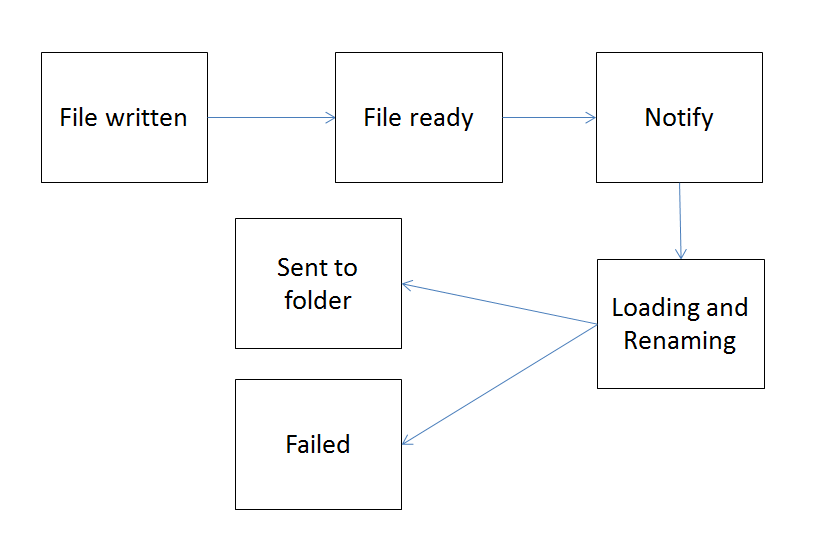 File written
File ready
Notify
Sent to
folder
Loading and
Renaming
Failed